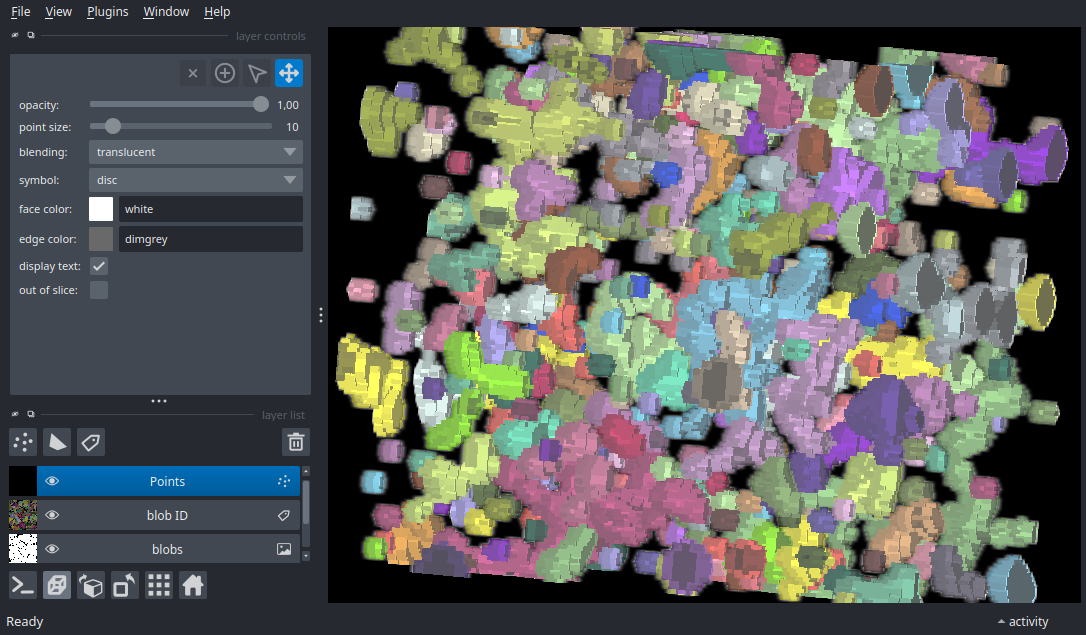 File View Plugins Window Help
layer controls
opacity: 1,00
point size: 10
blending: translucent
symbol: disc
face color: white
edge color: dimgrey
display text:
out of slice:
layer list
Points
blob ID
blobs
Ready
activity